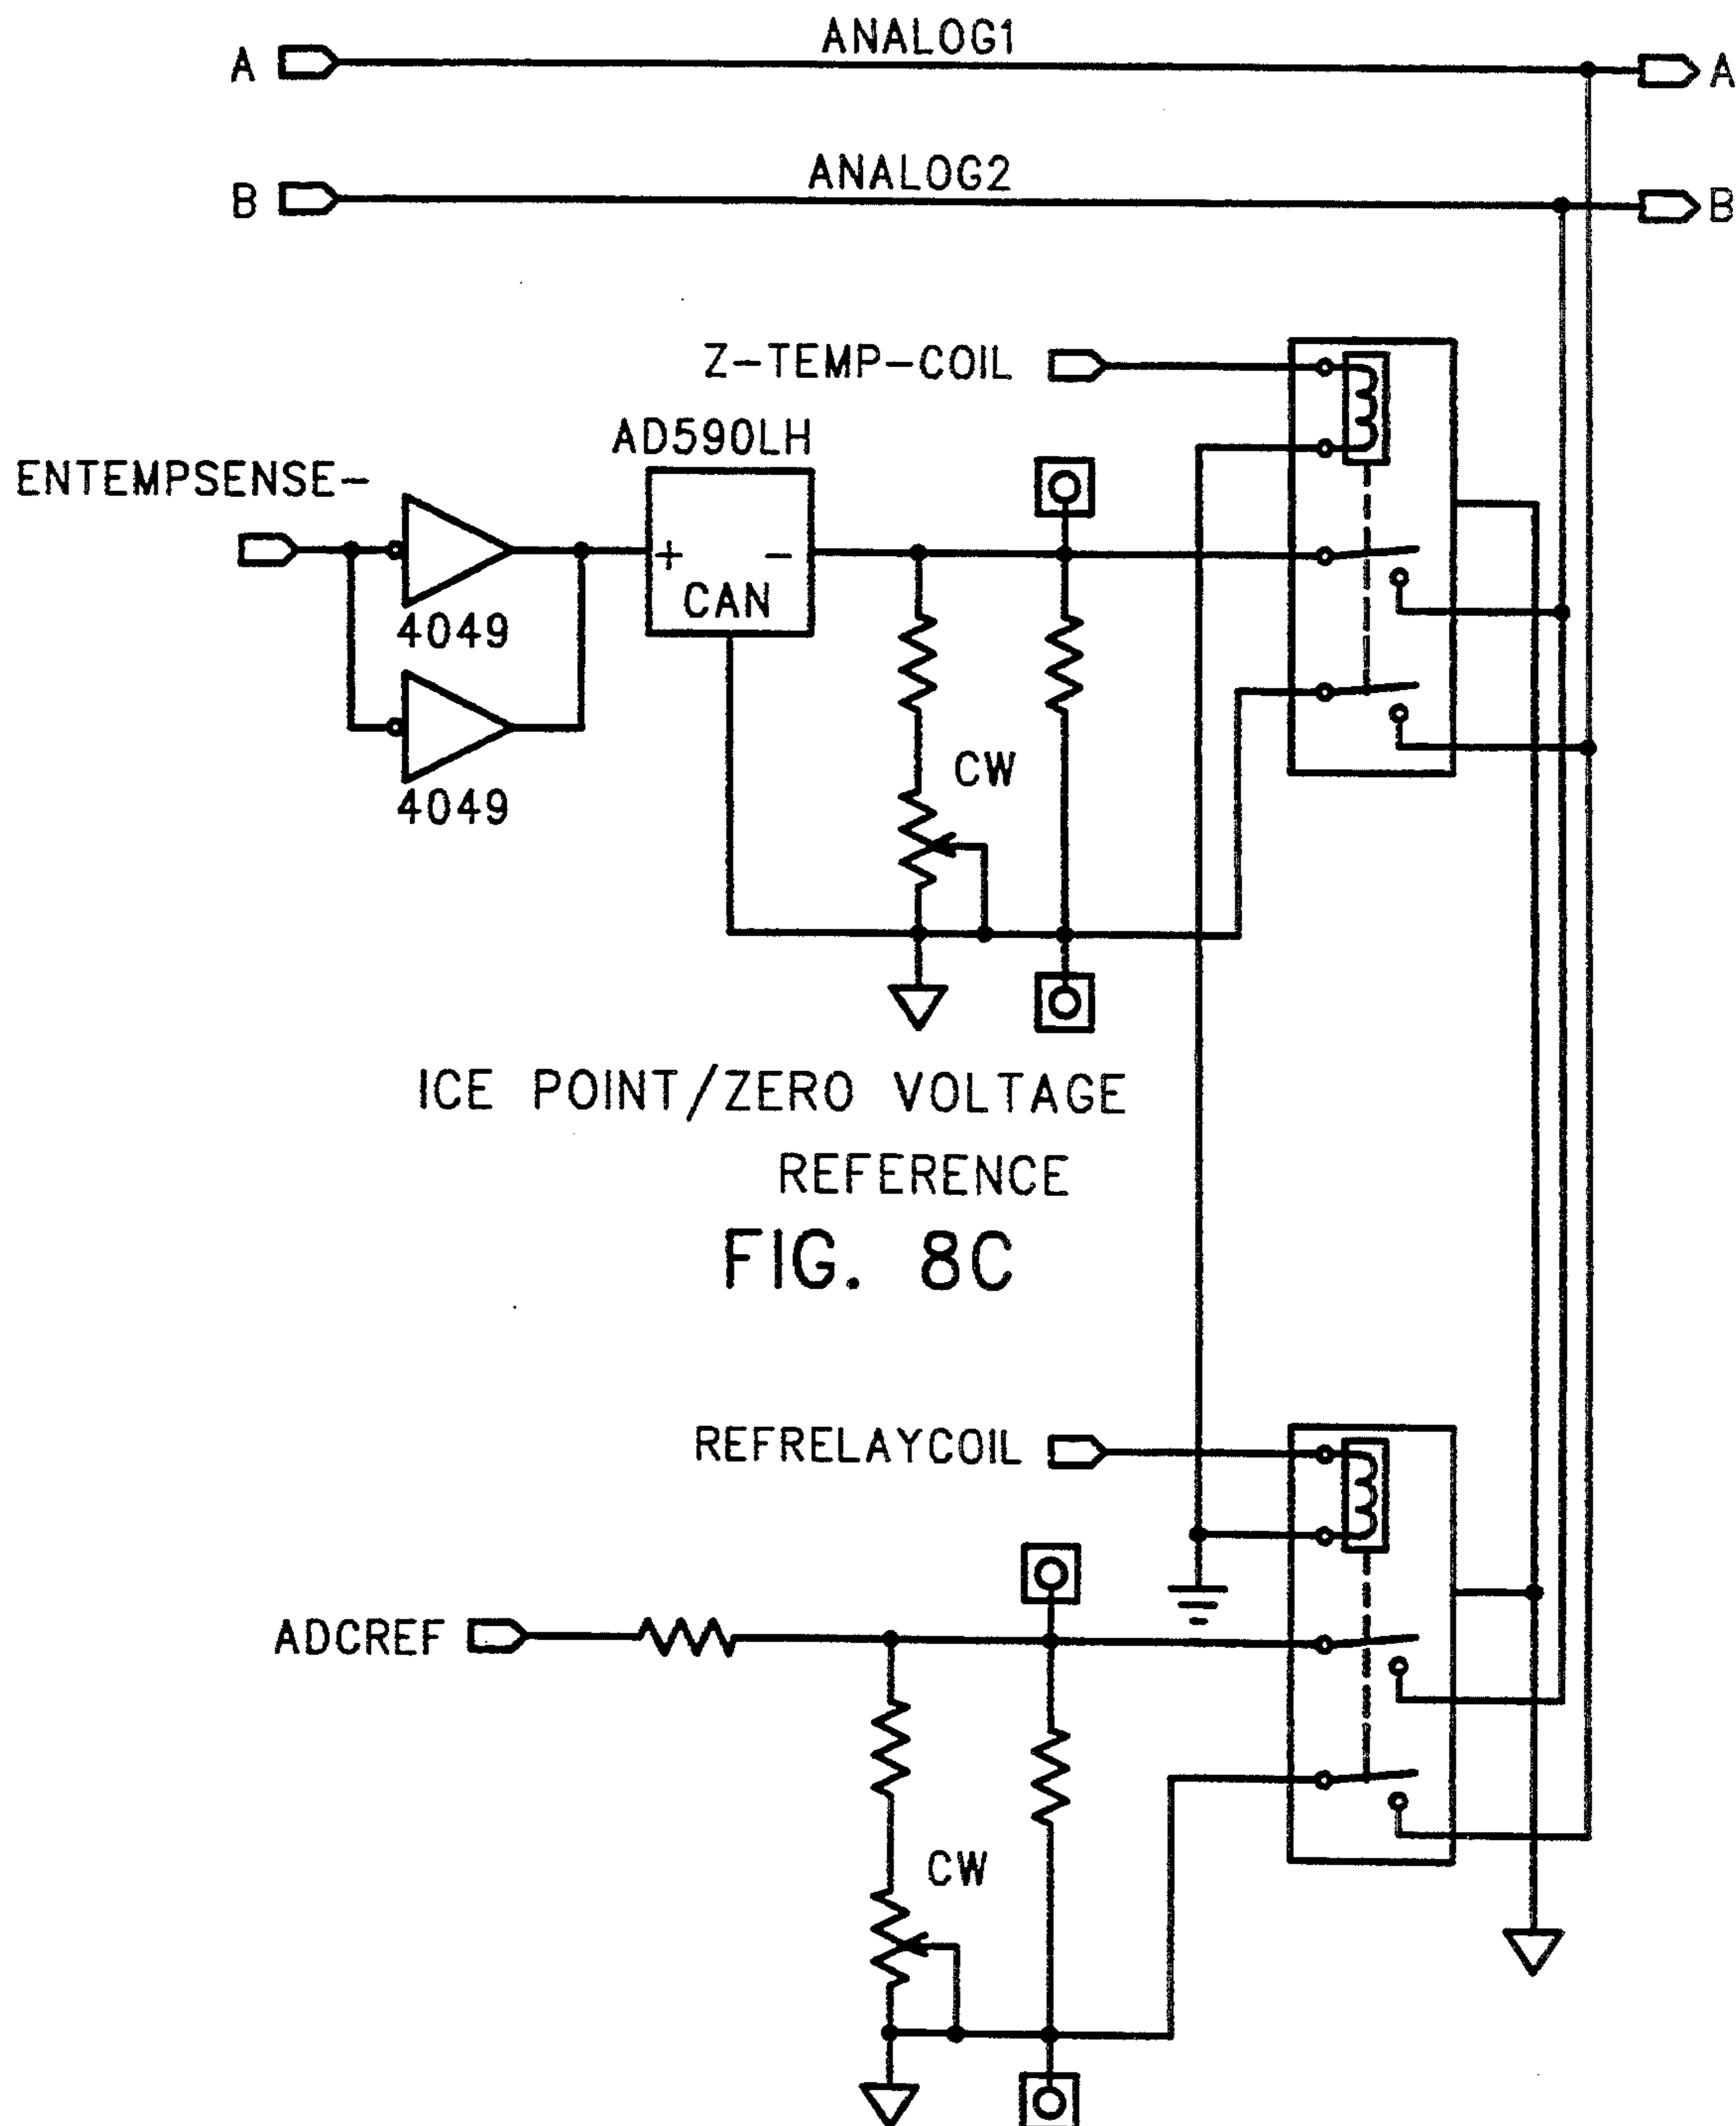 ANALOG1
A
A
ANALOG2
B
B
Z-TEMP-COIL
AD590LH
ENTEMPSENSE-
+ -
CAN
4049
CW
4049
ICE POINT/ZERO VOLTAGE
REFERENCE
FIG. 8C
REFRELAYCOIL
ADCREF
CW